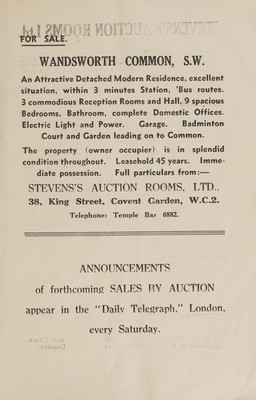 FOR SALE.
WANDSWORTH COMMON, S.W.
An Attractive Detached Modern Residence, excellent
situation, within 3 minutes Station, 'Bus routes.
3 commodious Reception Rooms and Hall, 9 spacious
Bedrooms, Bathroom, complete Domestic Offices.
Electric Light and Power. Garage. Badminton
Court and Garden leading on to Common.
The property (owner occupier) is in splendid
condition throughout. Leasehold 45 years. Imme-
diate possession. Full particulars from:—
STEVENS'S AUCTION ROOMS, LTD.,
38, King Street, Covent Garden, W.C.2.
Telephone: Temple Bar 6882.
ANNOUNCEMENTS
of forthcoming SALES BY AUCTION
appear in the "Daily Telegraph," London,
every Saturday.